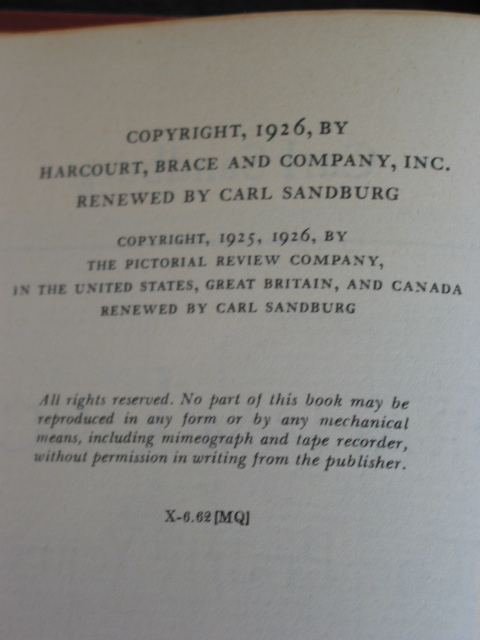 COPYRIGHT, 1926, BY
HARCOURT, BRACE AND COMPANY, INC.
RENEWED BY CARL SANDBURG
COPYRIGHT, 1925, 1926, BY
THE PICTORIAL REVIEW COMPANY,
IN THE UNITED STATES, GREAT BRITAIN, AND CANADA
RENEWED BY CARL SANDBURG
All rights reserved. No part of this book may be
reproduced in any form or by any mechanical
means, including mimeograph and tape recorder,
without permission in writing from the publisher.
X-6.62 [MQ]